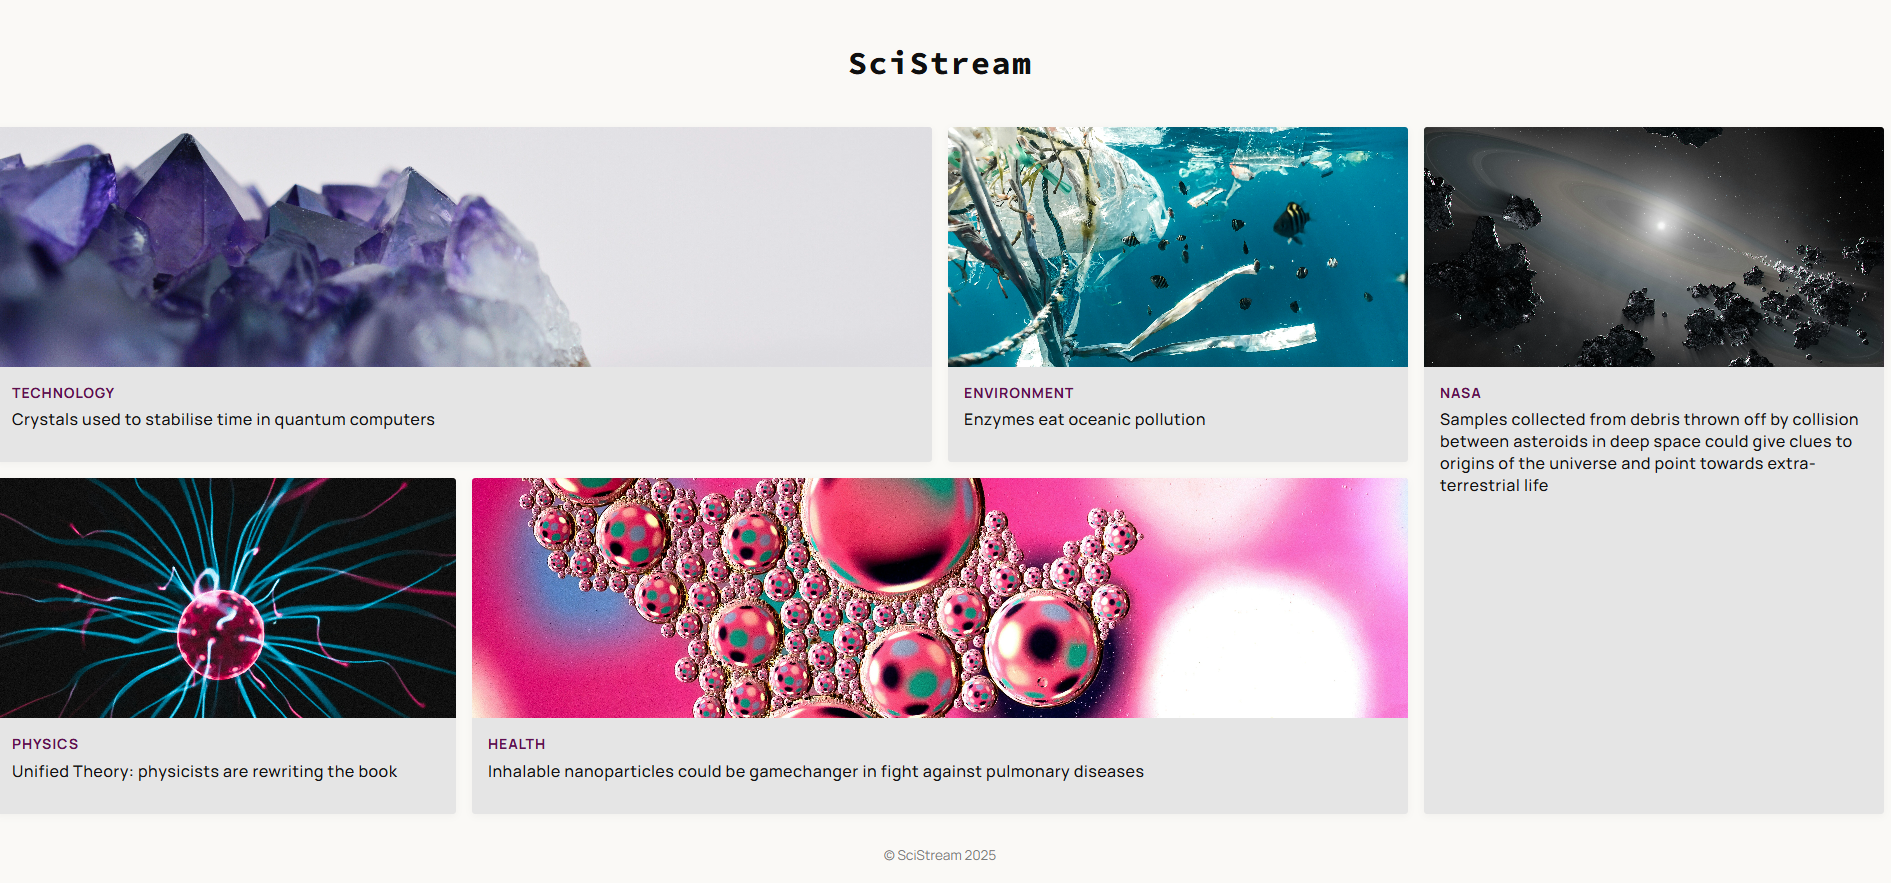 SciStream
TECHNOLOGY
Crystals used to stabilise time in quantum computers
ENVIRONMENT
Enzymes eat oceanic pollution
NASA
Samples collected from debris thrown off by collision
between asteroids in deep space could give clues to
origins of the universe and point towards extra-
terrestrial life
PHYSICS
Unified Theory: physicists are rewriting the book
HEALTH
Inhalable nanoparticles could be gamechanger in fight against pulmonary diseases
© SciStream 2025